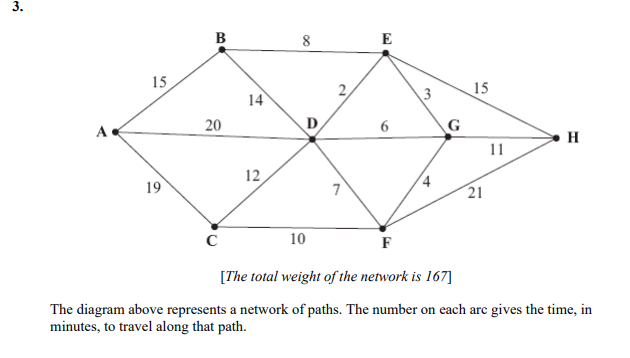 3.
B 8 E
15 2 3 15
14
A 20 D 6 G H
11
12 4
19 7 21
C 10 F
[The total weight of the network is 167]
The diagram above represents a network of paths. The number on each arc gives the time, in
minutes, to travel along that path.